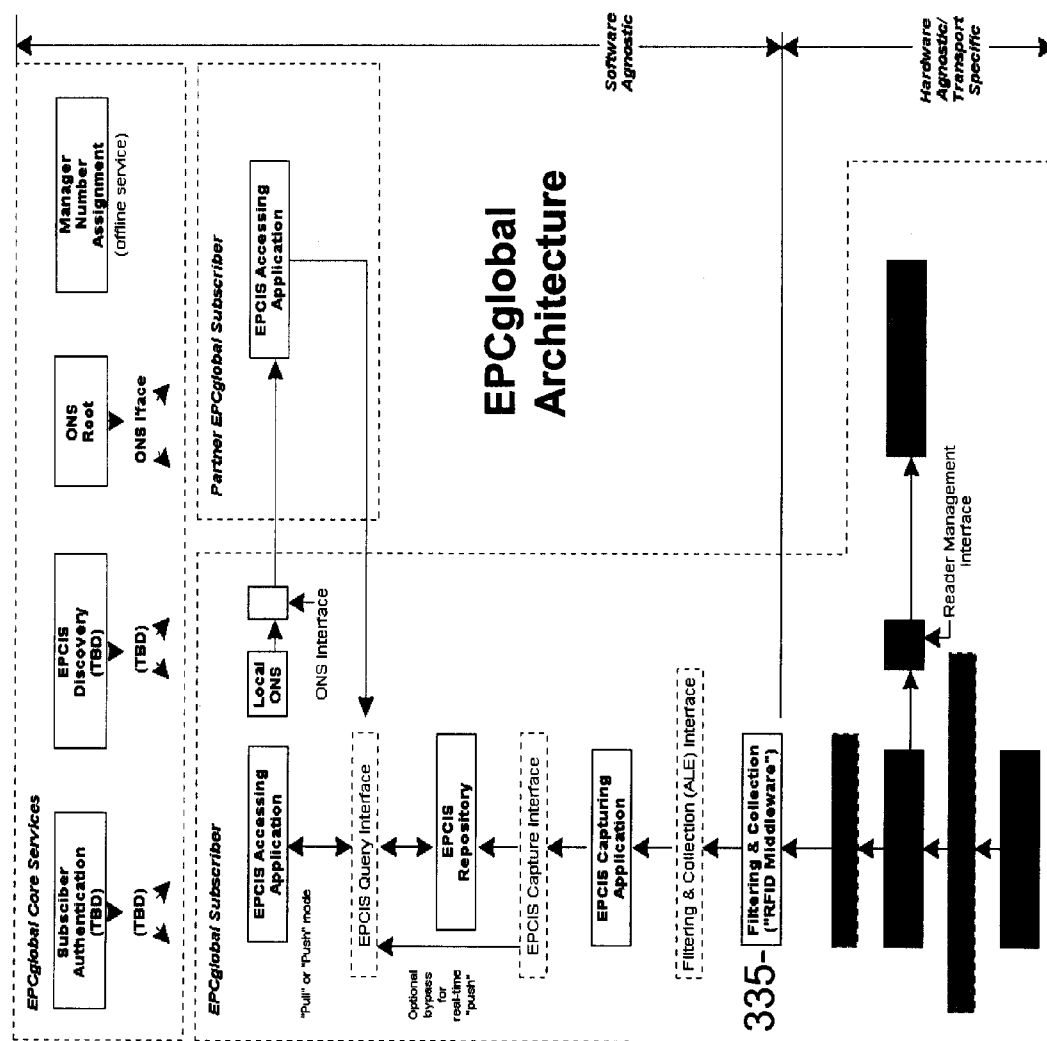 EPCglobal Core Services
Subsciber
Authentication
(TBD)
(TBD)
EPCIS
Discovery
(TBD)
(TBD)
ONS
Root
ONS I'face
Manager
Number
Assignment
(offline service)
EPCglobal Subscriber
EPCIS Accessing
Application
"Pull" or "Push" mode
Local
ONS
ONS Interface
EPCIS Query Interface
Optional
bypass
for
real-time
"push"
EPCIS
Repository
EPCIS Capture Interface
EPCIS Capturing
Application
Filtering & Collection (ALE) Interface
335-
Filtering & Collection
("RFID Middleware")
Reader Management
Interface
Partner EPCglobal Subscriber
EPCIS Accessing
Application
EPCglobal
Architecture
Software
Agnostic
Hardware
Agnostic/
Transport
Specific